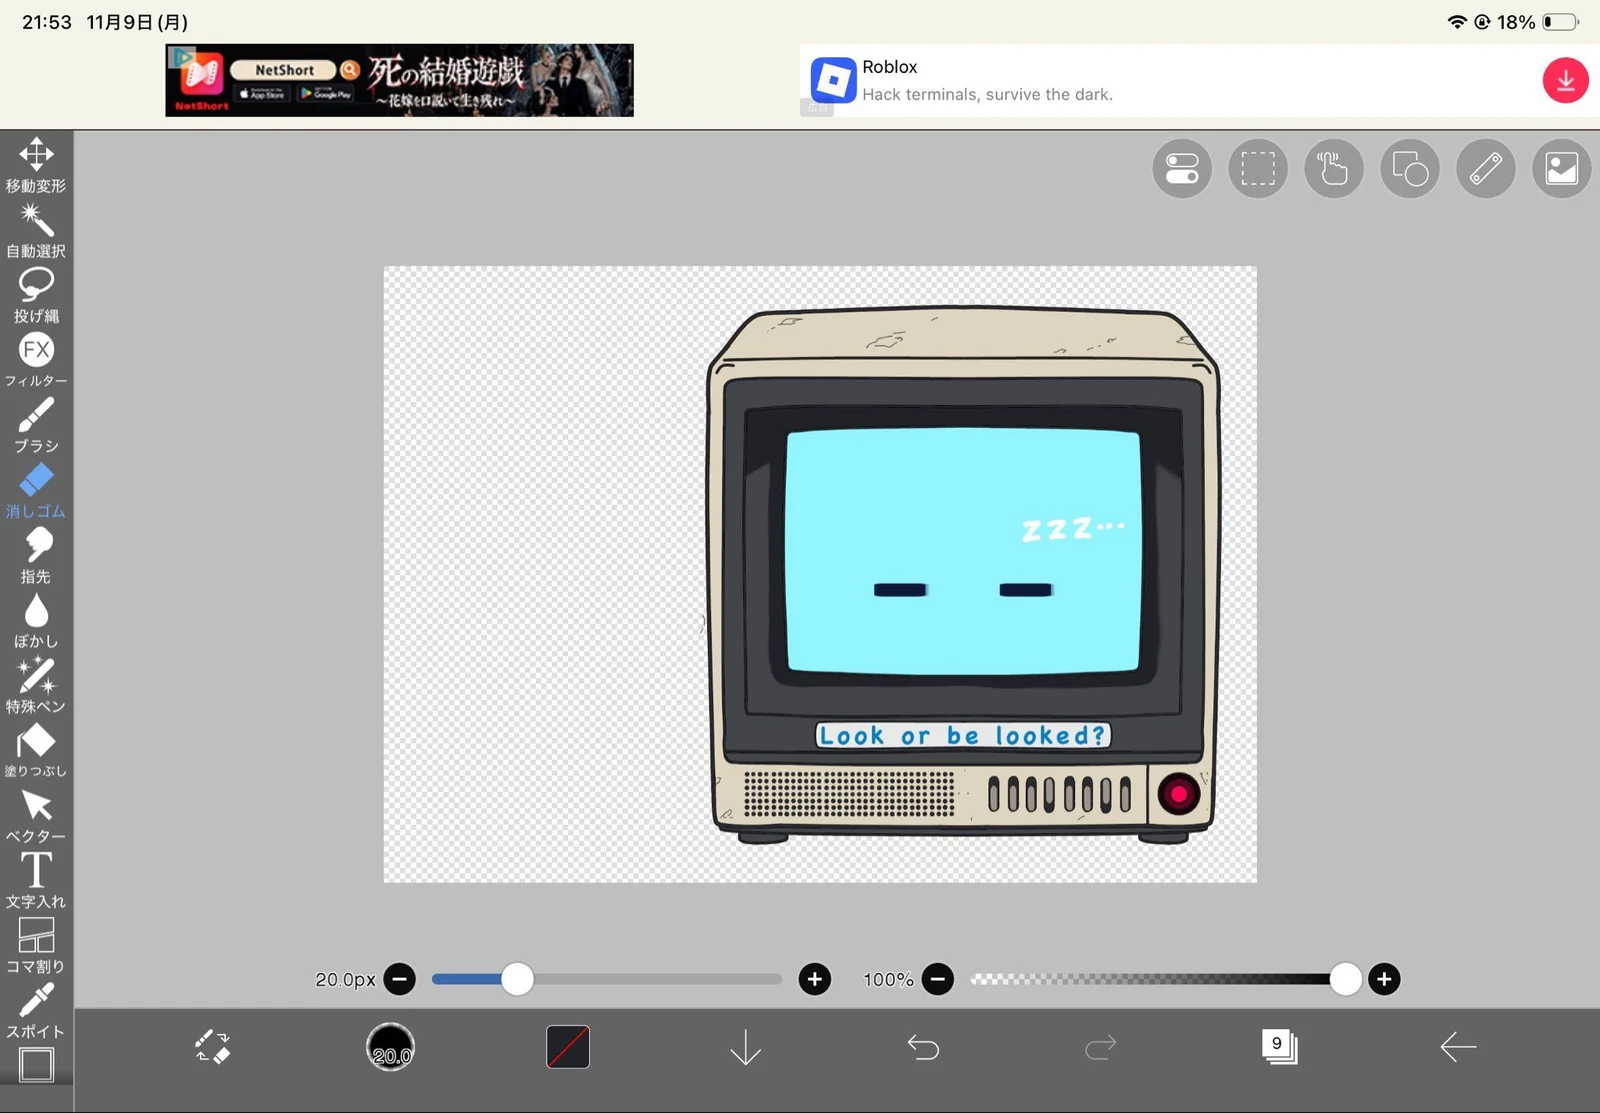 21:53 11月9日(月)
18%
NetShort
App Store
Google Play
NetShort
死の結婚遊戯
~花嫁を口説いて生き残れ~
Roblox
Hack terminals, survive the dark.
移動変形
自動選択
投げ縄
FX
フィルター
ブラシ
消しゴム
指先
ぼかし
特殊ペン
塗りつぶし
ベクター
T
文字入れ
コマ割り
スポイト
zzz...
Look or be looked?
20.0px
100%
20.0
9